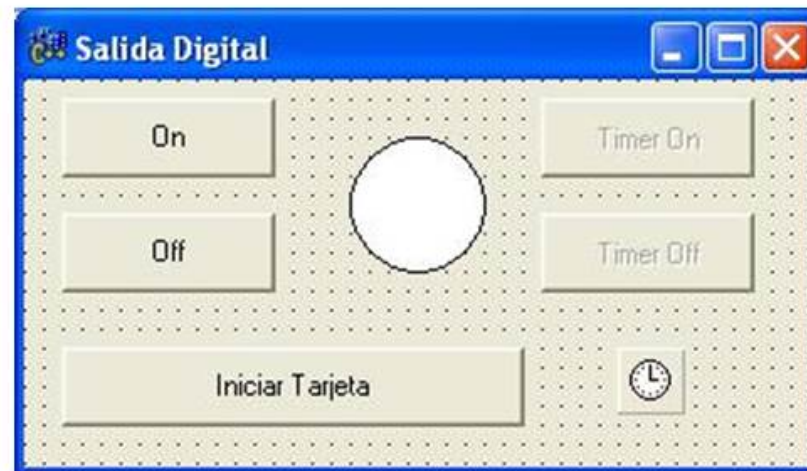 Salida Digital
On
Timer On
Off
Timer Off
Iniciar Tarjeta